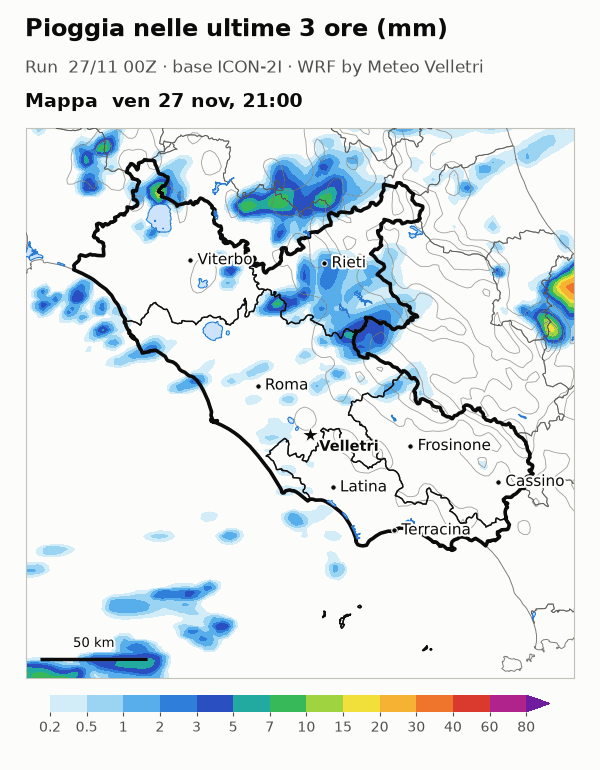 Pioggia nelle ultime 3 ore (mm)
Run  27/11 00Z · base ICON-2I · WRF by Meteo Velletri
Mappa  ven 27 nov, 21:00
Viterbo
Rieti
Roma
Velletri
Frosinone
Latina
Cassino
Terracina
50 km
0.2 0.5 1 2 3 5 7 10 15 20 30 40 60 80